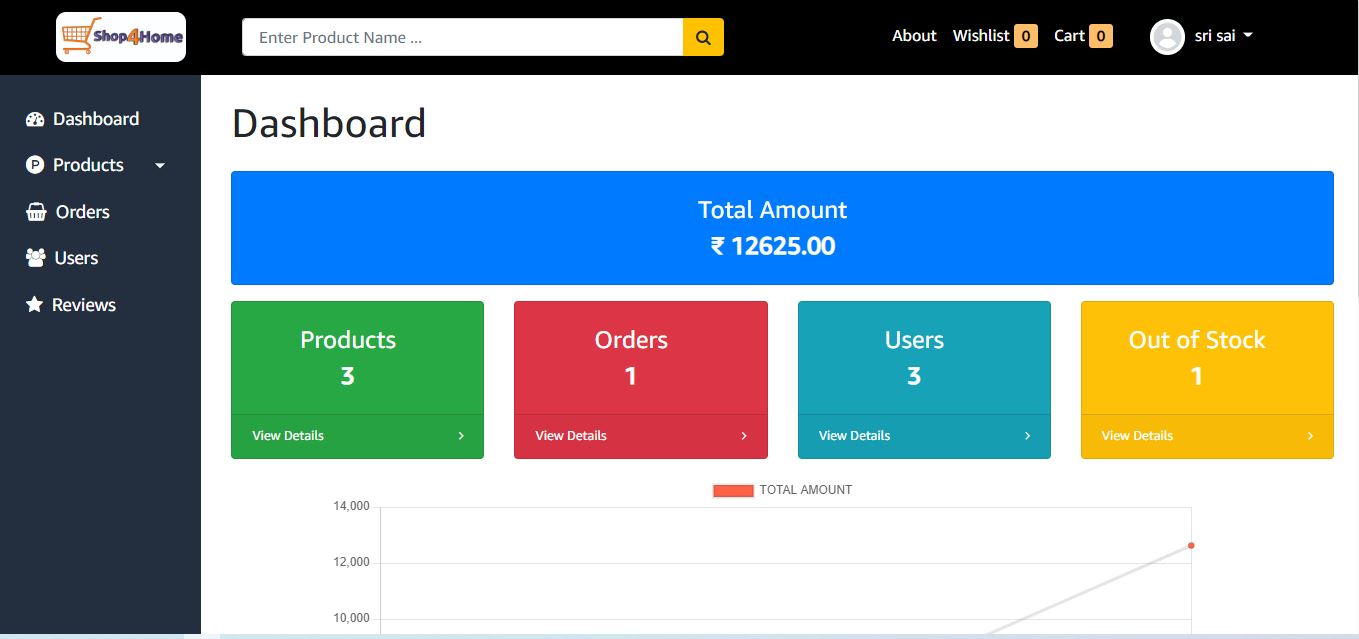 Shop4Home
Enter Product Name ...
About Wishlist 0 Cart 0 sri sai
Dashboard
Products
Orders
Users
Reviews
Dashboard
Total Amount
₹ 12625.00
Products
3
View Details
Orders
1
View Details
Users
3
View Details
Out of Stock
1
View Details
TOTAL AMOUNT
14,000
12,000
10,000